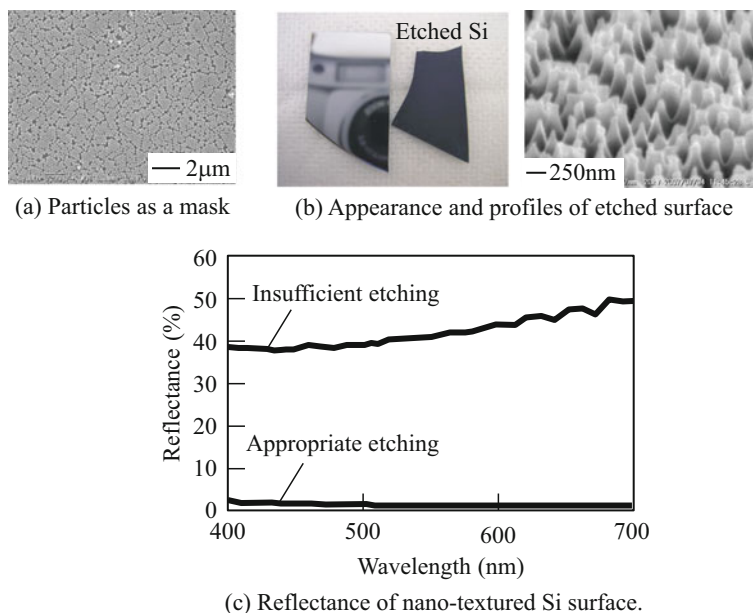 Etched Si
2μm
250nm
(a) Particles as a mask
(b) Appearance and profiles of etched surface
60
50
40
30
20
10
0
Reflectance (%)
Insufficient etching
Appropriate etching
400
500
600
700
Wavelength (nm)
(c) Reflectance of nano-textured Si surface.